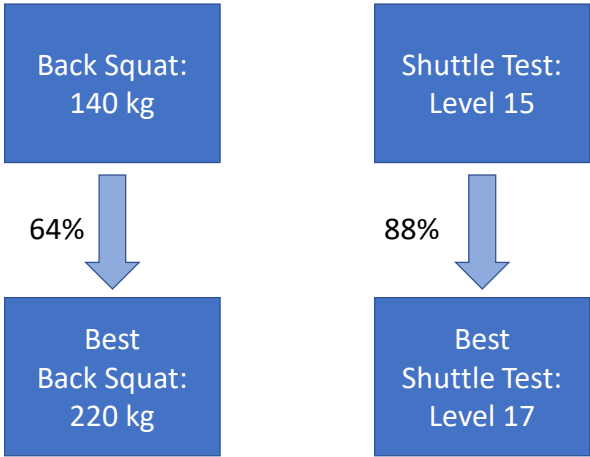 Back Squat:
140 kg
Shuttle Test:
Level 15
64%
88%
Best
Back Squat:
220 kg
Best
Shuttle Test:
Level 17